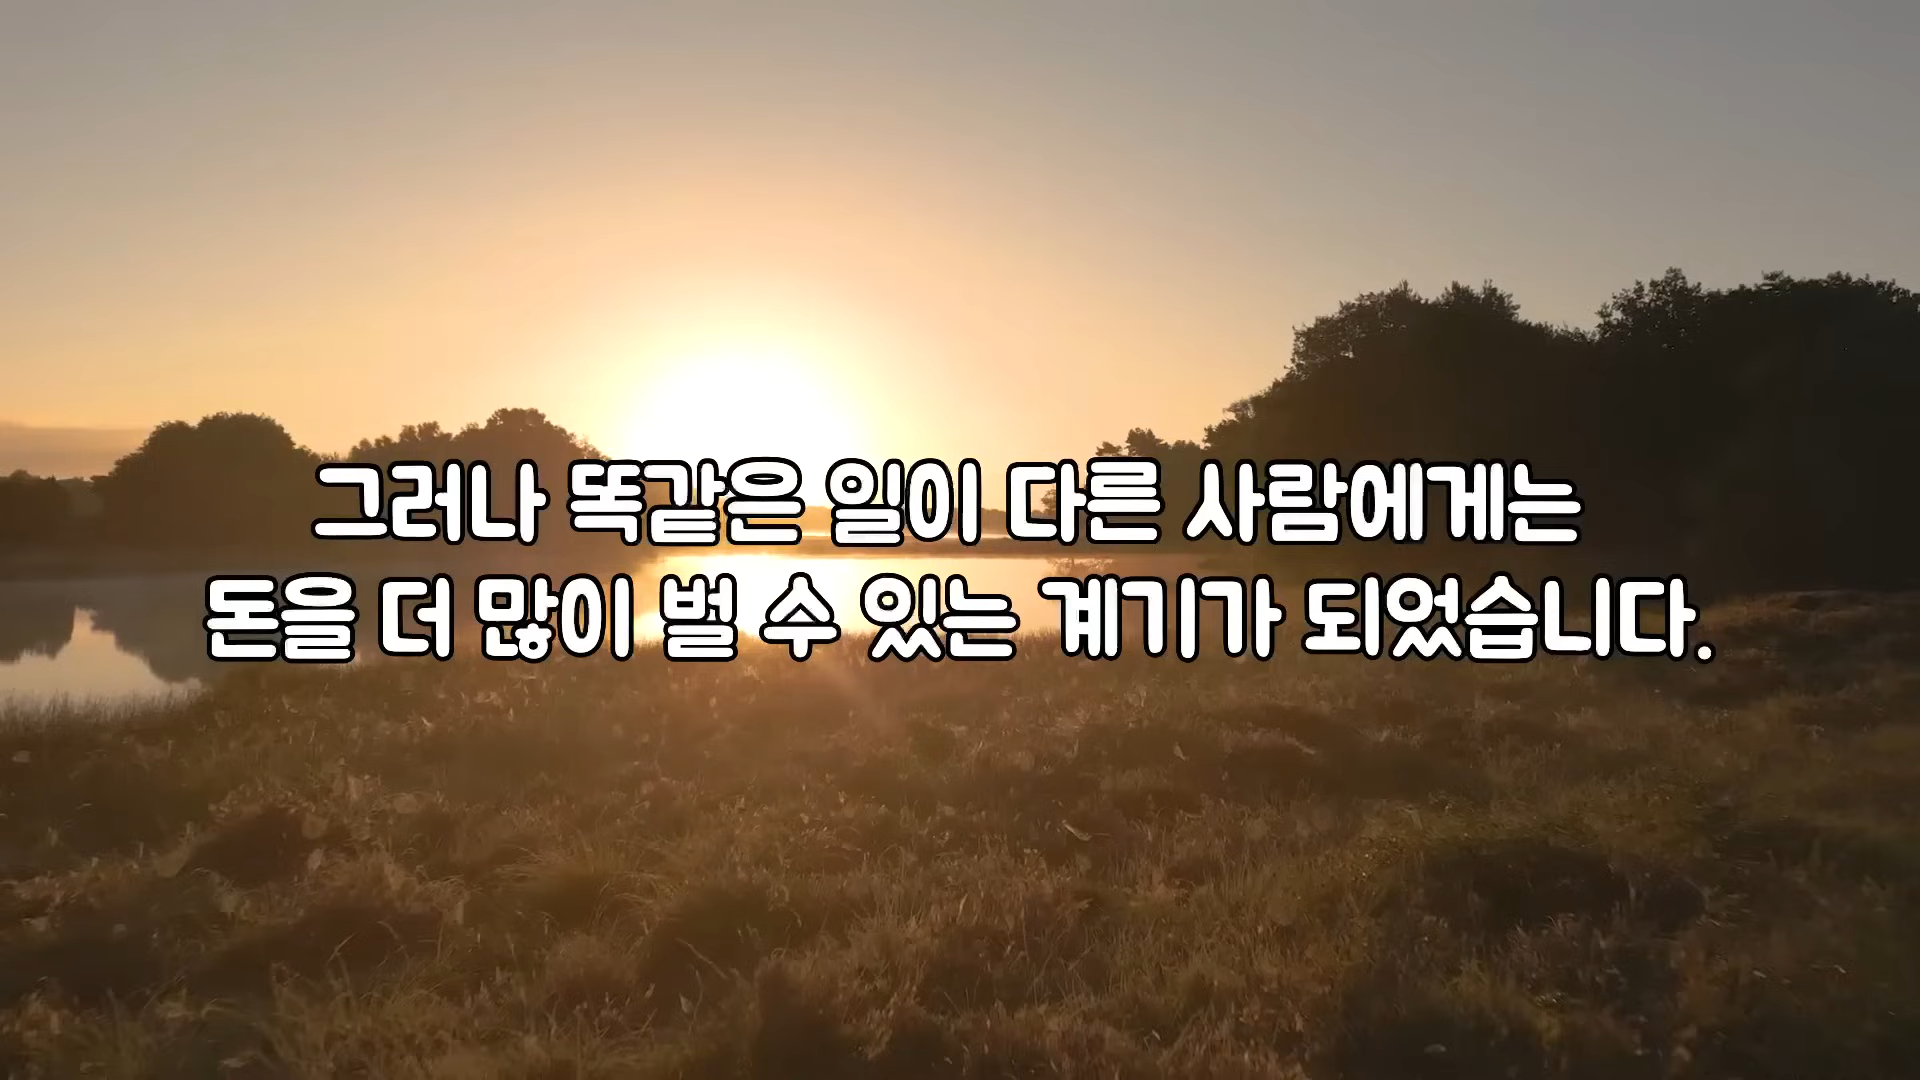 그러나 똑같은 일이 다른 사람에게는
돈을 더 많이 벌 수 있는 계기가 되었습니다.